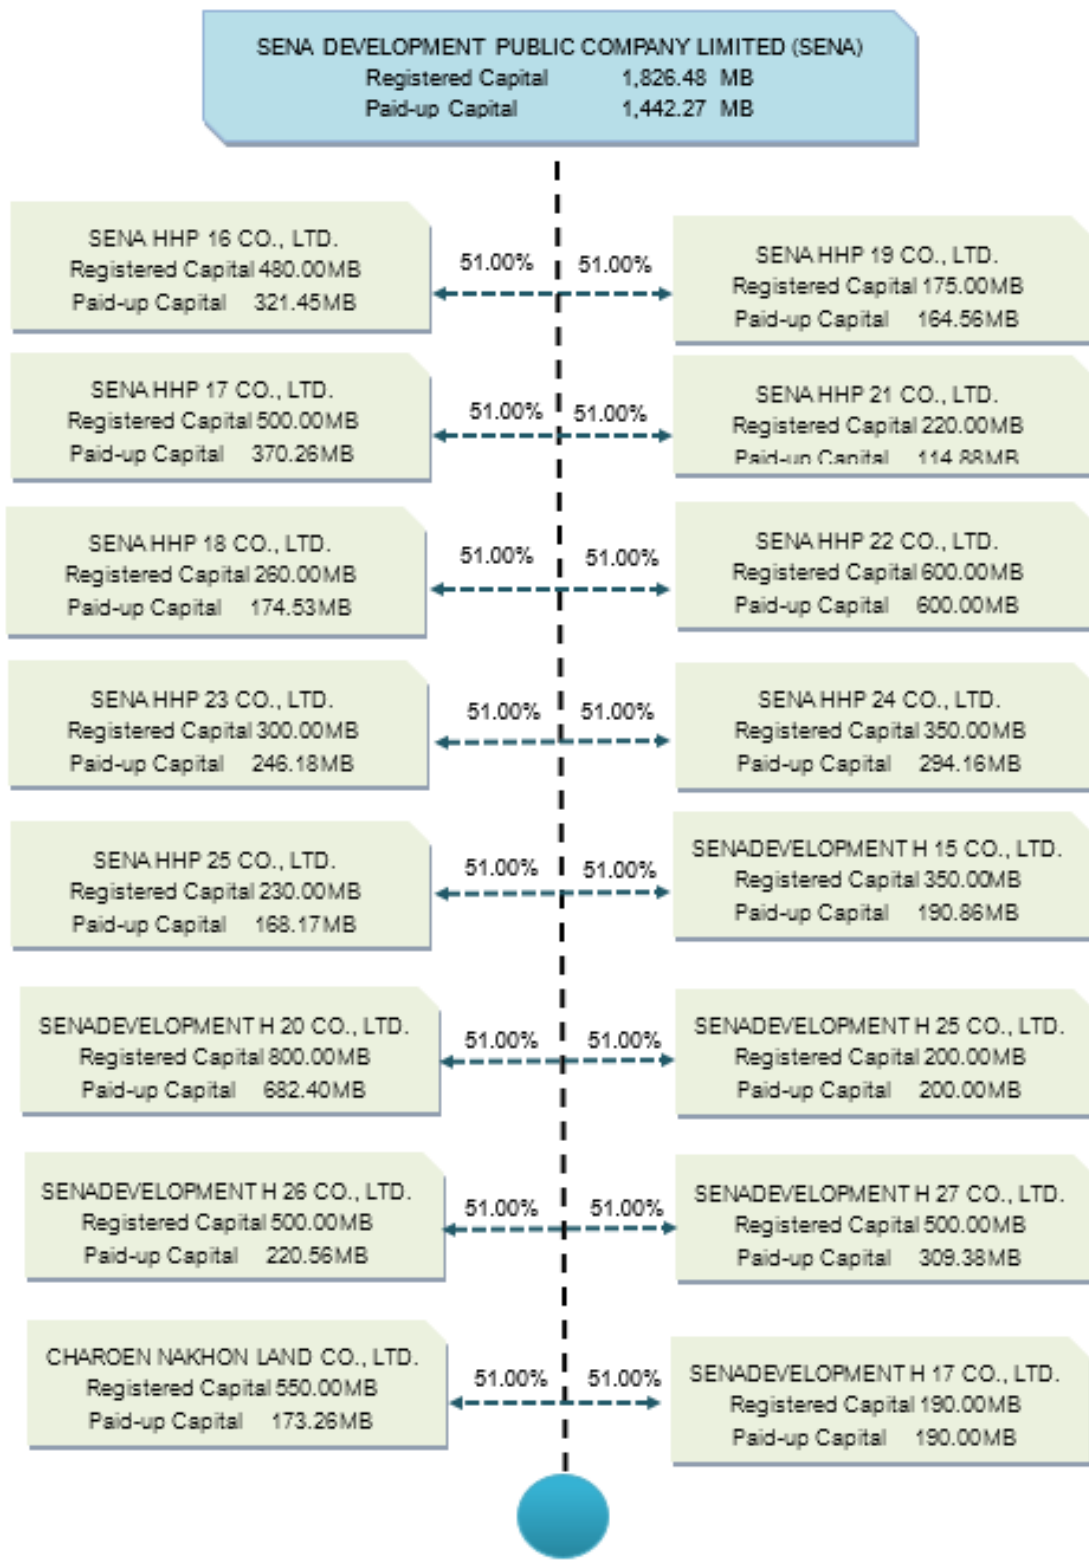 SENA DEVELOPMENT PUBLIC COMPANY LIMITED (SENA)
Registered Capital 1,826.48 MB
Paid-up Capital 1,442.27 MB
SENA HHP 16 CO., LTD.
Registered Capital 480.00MB
Paid-up Capital 321.45MB
51.00% 51.00%
SENA HHP 19 CO., LTD.
Registered Capital 175.00MB
Paid-up Capital 164.56MB
SENA HHP 17 CO., LTD.
Registered Capital 500.00MB
Paid-up Capital 370.26MB
51.00% 51.00%
SENA HHP 21 CO., LTD.
Registered Capital 220.00MB
Paid-up Capital 114.88MB
SENA HHP 18 CO., LTD.
Registered Capital 260.00MB
Paid-up Capital 174.53MB
51.00% 51.00%
SENA HHP 22 CO., LTD.
Registered Capital 600.00MB
Paid-up Capital 600.00MB
SENA HHP 23 CO., LTD.
Registered Capital 300.00MB
Paid-up Capital 246.18MB
51.00% 51.00%
SENA HHP 24 CO., LTD.
Registered Capital 350.00MB
Paid-up Capital 294.16MB
SENA HHP 25 CO., LTD.
Registered Capital 230.00MB
Paid-up Capital 168.17MB
51.00% 51.00%
SENADEVELOPMENT H 15 CO., LTD.
Registered Capital 350.00MB
Paid-up Capital 190.86MB
SENADEVELOPMENT H 20 CO., LTD.
Registered Capital 800.00MB
Paid-up Capital 682.40MB
51.00% 51.00%
SENADEVELOPMENT H 25 CO., LTD.
Registered Capital 200.00MB
Paid-up Capital 200.00MB
SENADEVELOPMENT H 26 CO., LTD.
Registered Capital 500.00MB
Paid-up Capital 220.56MB
51.00% 51.00%
SENADEVELOPMENT H 27 CO., LTD.
Registered Capital 500.00MB
Paid-up Capital 309.38MB
CHAROEN NAKHON LAND CO., LTD.
Registered Capital 550.00MB
Paid-up Capital 173.26MB
51.00% 51.00%
SENADEVELOPMENT H 17 CO., LTD.
Registered Capital 190.00MB
Paid-up Capital 190.00MB